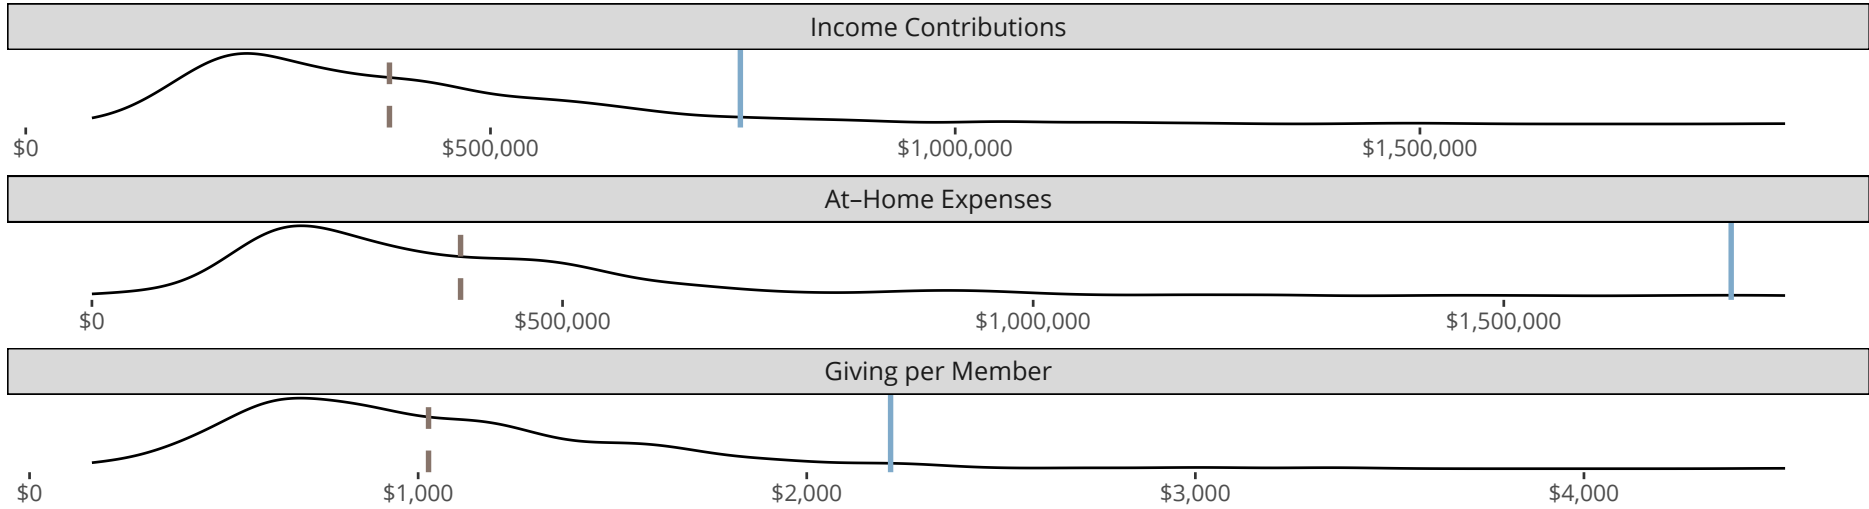 Income Contributions
$0 $500,000 $1,000,000 $1,500,000
At–Home Expenses
$0 $500,000 $1,000,000 $1,500,000
Giving per Member
$0 $1,000 $2,000 $3,000 $4,000